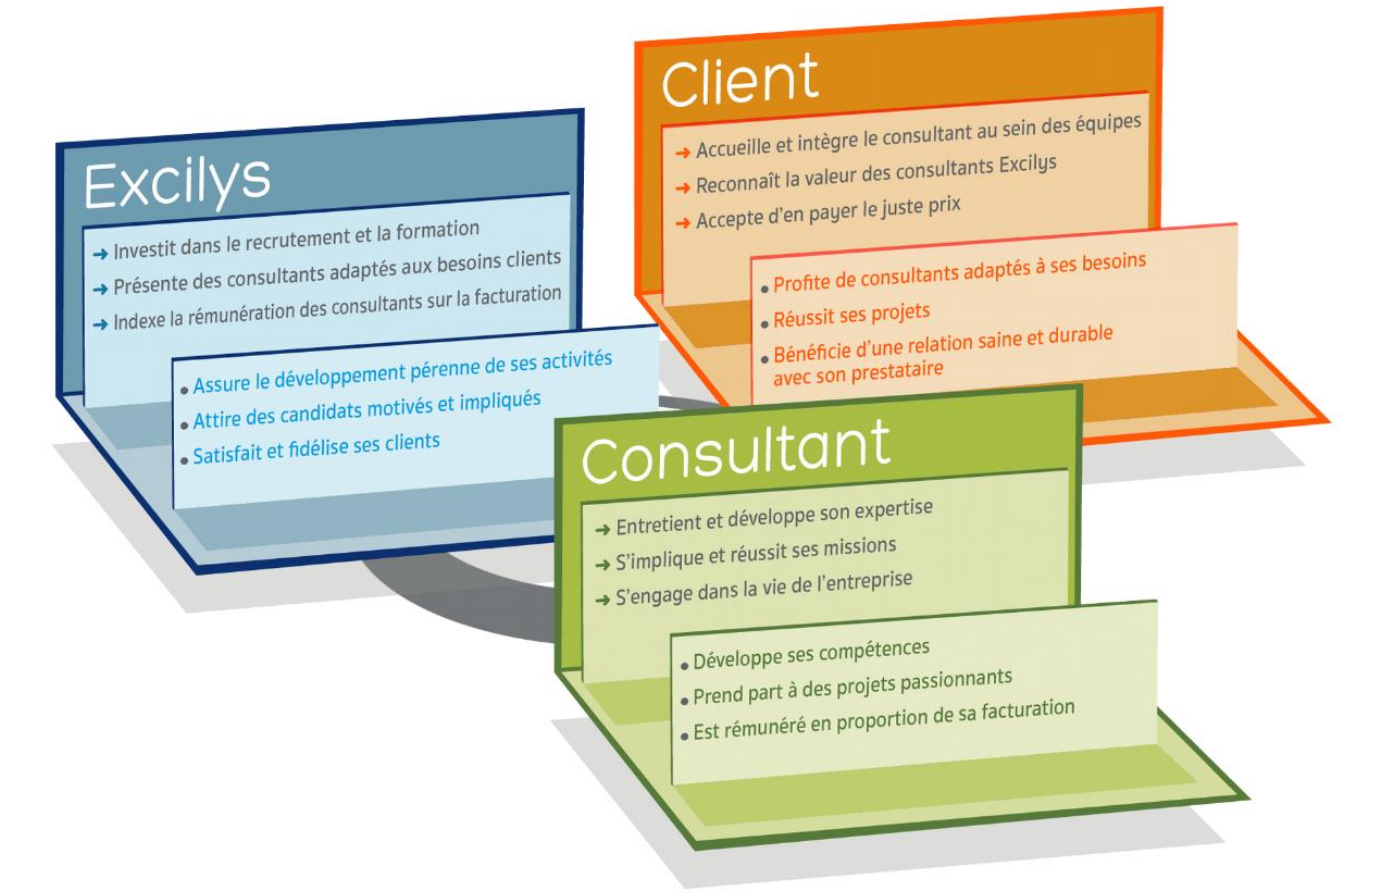 Excilys
→ Investit dans le recrutement et la formation
→ Présente des consultants adaptés aux besoins clients
→ Indexe la rémunération des consultants sur la facturation
• Assure le développement pérenne de ses activités
• Attire des candidats motivés et impliqués
• Satisfait et fidélise ses clients
Client
→ Accueille et intègre le consultant au sein des équipes
→ Reconnaît la valeur des consultants Excilys
→ Accepte d'en payer le juste prix
• Profite de consultants adaptés à ses besoins
• Réussit ses projets
• Bénéficie d'une relation saine et durable
avec son prestataire
Consultant
→ Entretient et développe son expertise
→ S'implique et réussit ses missions
→ S'engage dans la vie de l'entreprise
• Développe ses compétences
• Prend part à des projets passionnants
• Est rémunéré en proportion de sa facturation